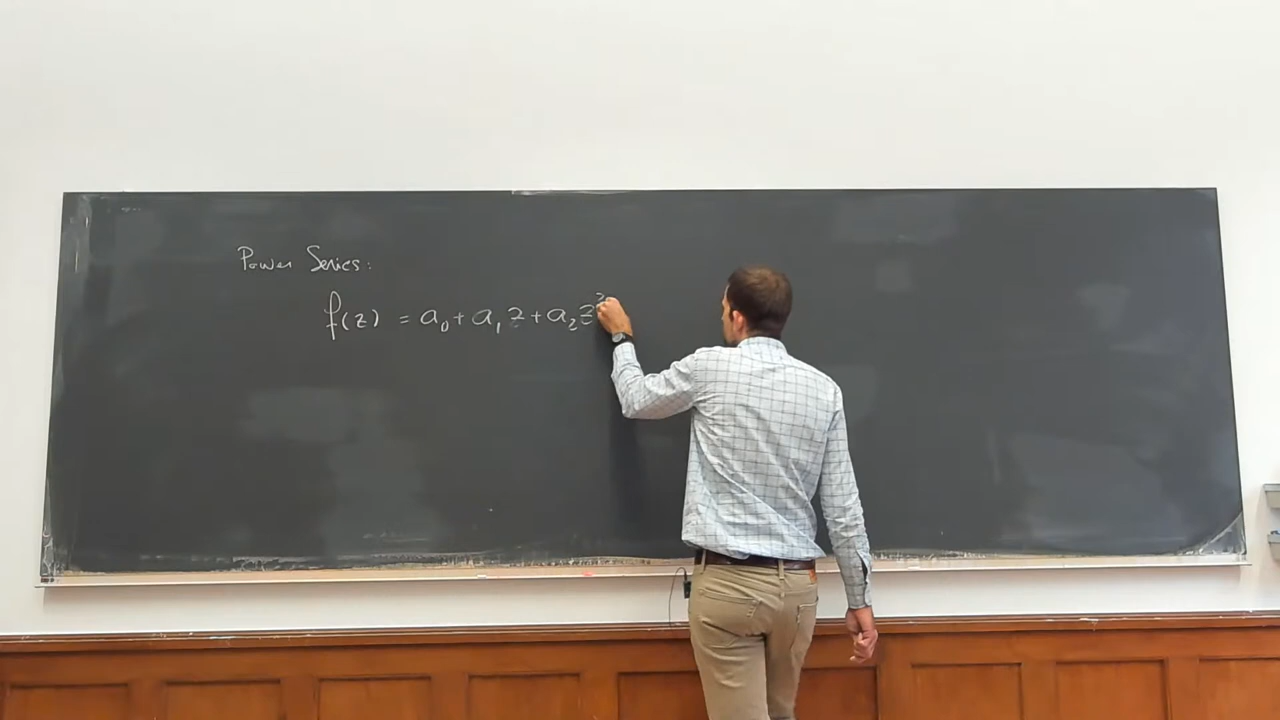 Power Series:
f(z) = a₀ + a₁ z + a₂ z²